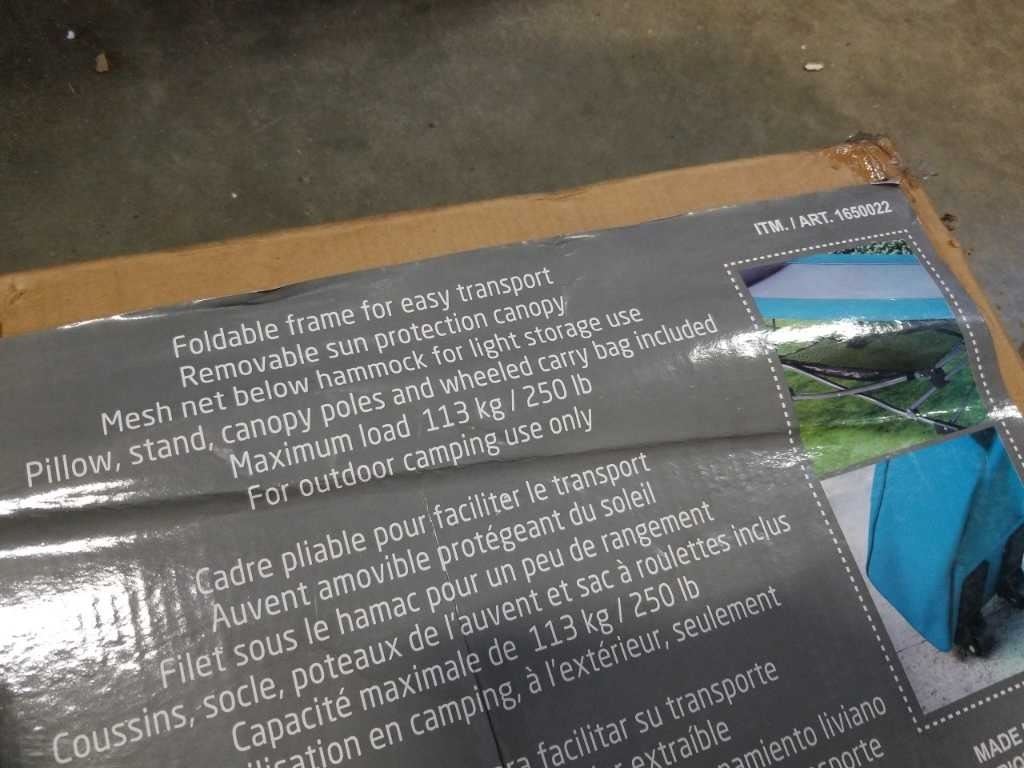 ITM. / ART. 1650022
Foldable frame for easy transport
Removable sun protection canopy
Mesh net below hammock for light storage use
Pillow, stand, canopy poles and wheeled carry bag included
Maximum load 113 kg / 250 lb
For outdoor camping use only
Cadre pliable pour faciliter le transport
Auvent amovible protégeant du soleil
Filet sous le hamac pour un peu de rangement
Coussins, socle, poteaux de l'auvent et sac à roulettes inclus
Capacité maximale de 113 kg / 250 lb
en camping, à l'extérieur, seulement
facilitar su transporte
extraíble
liviano
MADE